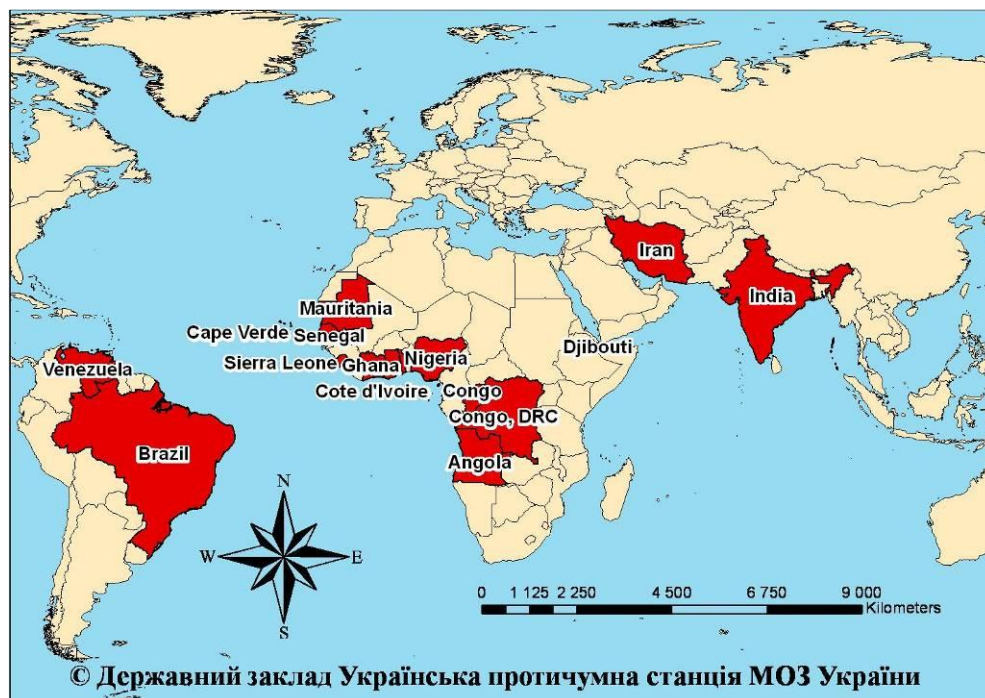 Iran
India
Mauritania
Cape Verde
Senegal
Djibouti
Sierra Leone
Ghana
Nigeria
Venezuela
Cote d'Ivoire
Congo
Congo, DRC
Brazil
Angola
N
W
E
S
0 1 125 2 250 4 500 6 750 9 000
Kilometers
© Державний заклад Українська протичумна станція МОЗ України